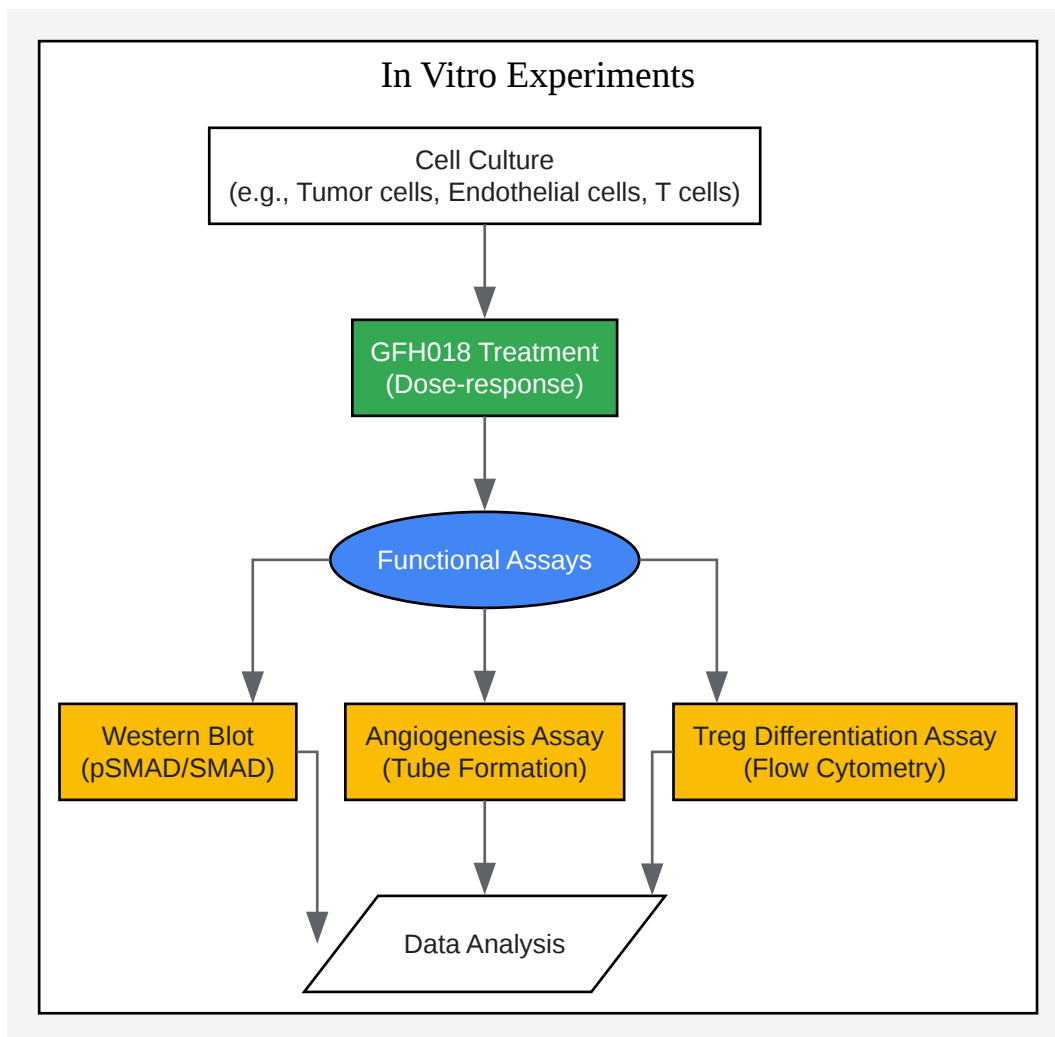 In Vitro Experiments
Cell Culture
(e.g., Tumor cells, Endothelial cells, T cells)
GFH018 Treatment
(Dose-response)
Functional Assays
Western Blot
(pSMAD/SMAD)
Angiogenesis Assay
(Tube Formation)
Treg Differentiation Assay
(Flow Cytometry)
Data Analysis